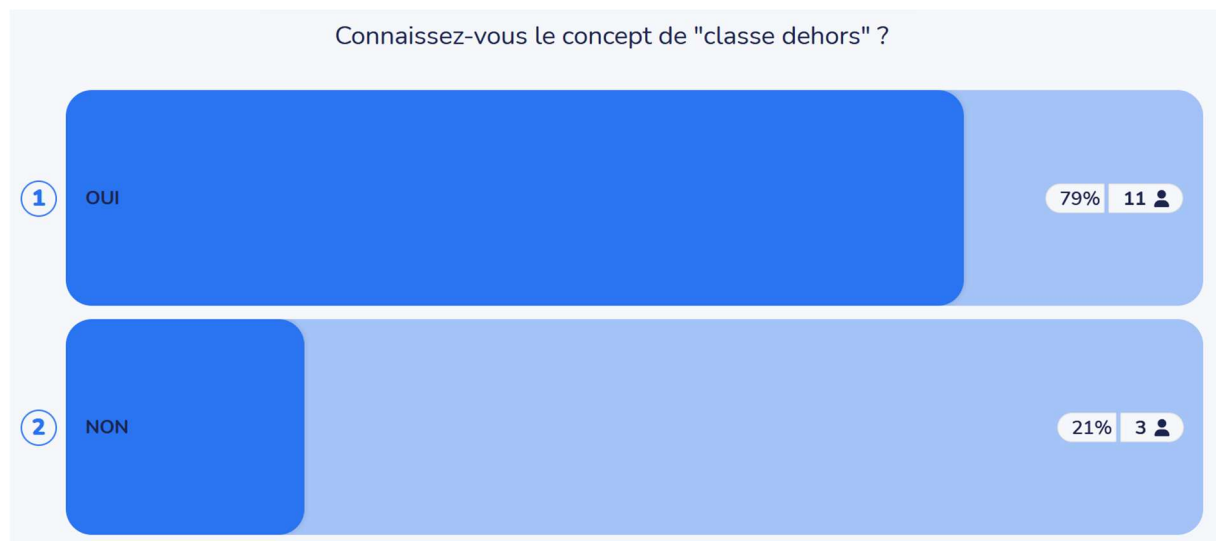 Connaissez-vous le concept de "classe dehors" ?
1 OUI 79% 11
2 NON 21% 3